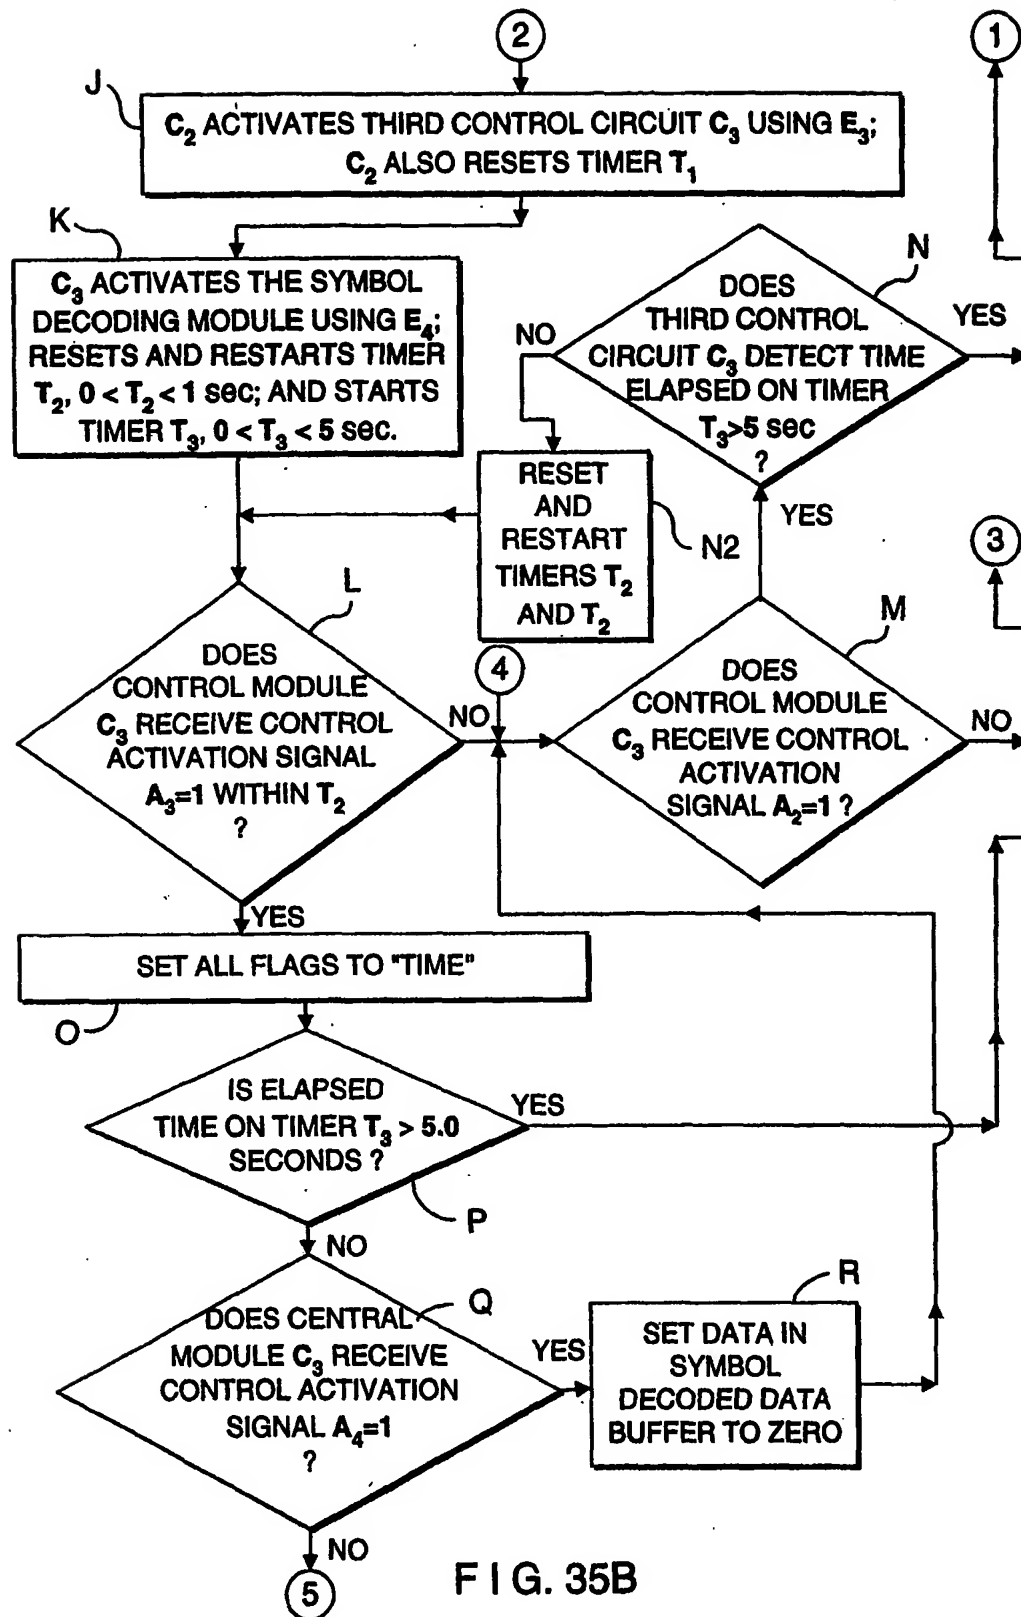 2
1
J
C2 ACTIVATES THIRD CONTROL CIRCUIT C3 USING E3;
C2 ALSO RESETS TIMER T1
K
C3 ACTIVATES THE SYMBOL
DECODING MODULE USING E4;
RESETS AND RESTARTS TIMER
T2, 0 < T2 < 1 sec; AND STARTS
TIMER T3, 0 < T3 < 5 sec.
N
DOES
THIRD CONTROL
CIRCUIT C3 DETECT TIME
ELAPSED ON TIMER
T3>5 sec
?
NO
YES
RESET
AND
RESTART
TIMERS T2
AND T2
N2
YES
3
L
DOES
CONTROL MODULE
C3 RECEIVE CONTROL
ACTIVATION SIGNAL
A3=1 WITHIN T2
?
4
NO
M
DOES
CONTROL MODULE
C3 RECEIVE CONTROL
ACTIVATION
SIGNAL A2=1 ?
NO
YES
SET ALL FLAGS TO "TIME"
O
IS ELAPSED
TIME ON TIMER T3 > 5.0
SECONDS ?
YES
P
NO
DOES CENTRAL
MODULE C3 RECEIVE
CONTROL ACTIVATION
SIGNAL A4=1
?
Q
YES
R
SET DATA IN
SYMBOL
DECODED DATA
BUFFER TO ZERO
NO
5
FIG. 35B